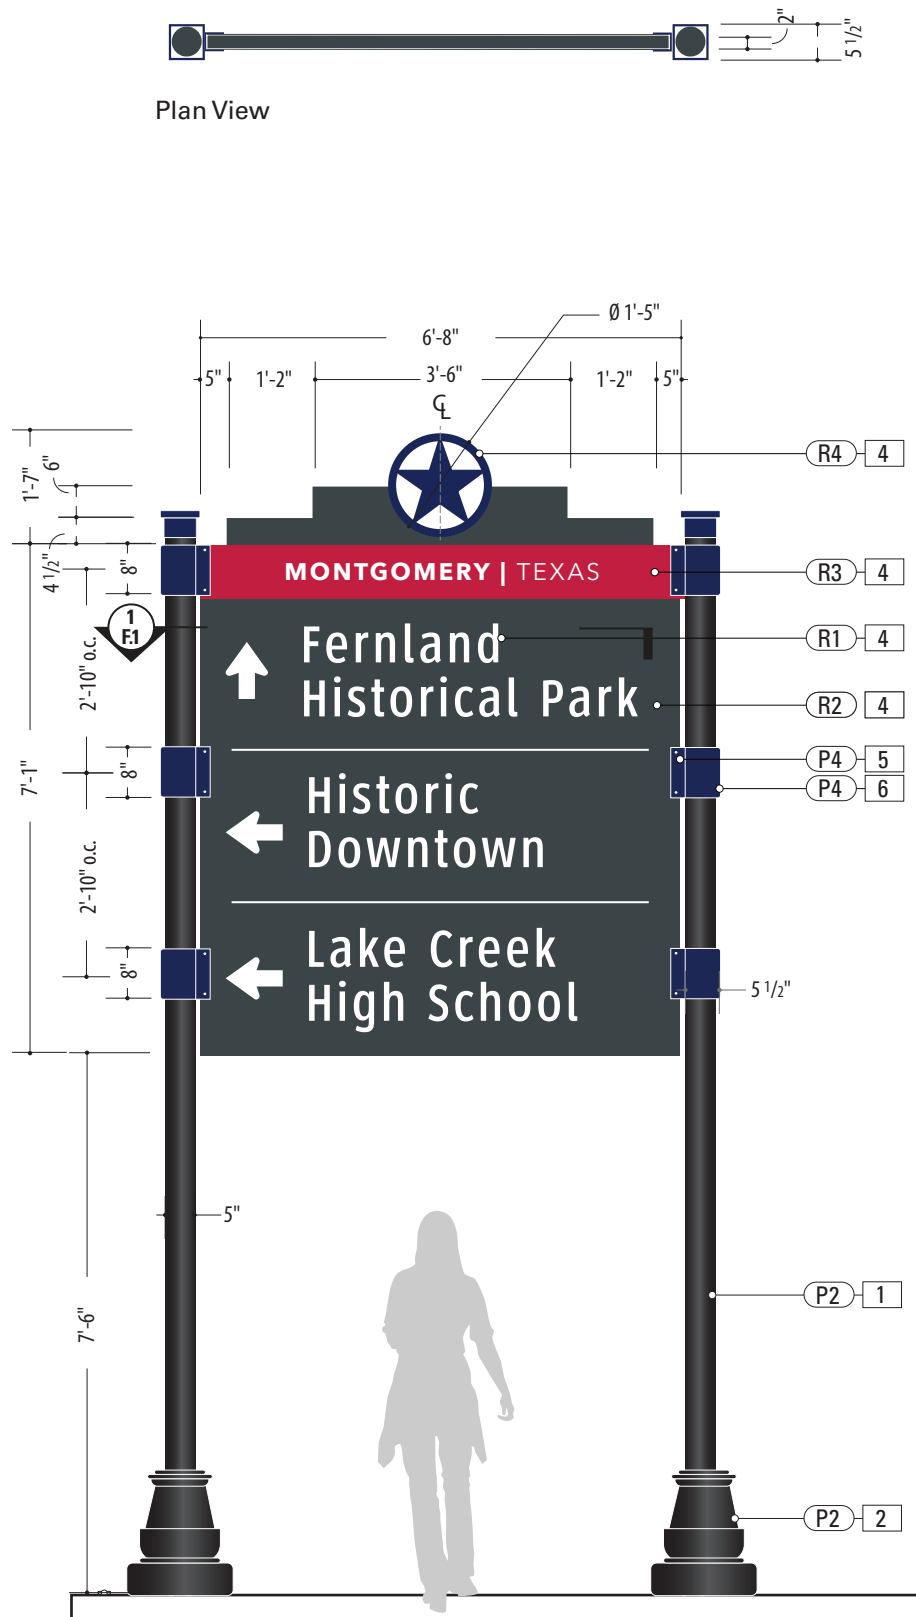 2"
5 1/2"
Plan View
Ø 1'-5"
6'-8"
5"
1'-2"
3'-6"
1'-2"
5"
CL
1'-7"
6"
4 1/2"
8"
R4 4
MONTGOMERY | TEXAS
R3 4
1
F.1
2'-10" o.c.
Fernland
Historical Park
R1 4
R2 4
7'-1"
8"
P4 5
P4 6
Historic
Downtown
2'-10" o.c.
Lake Creek
High School
8"
5 1/2"
5"
7'-6"
P2 1
P2 2